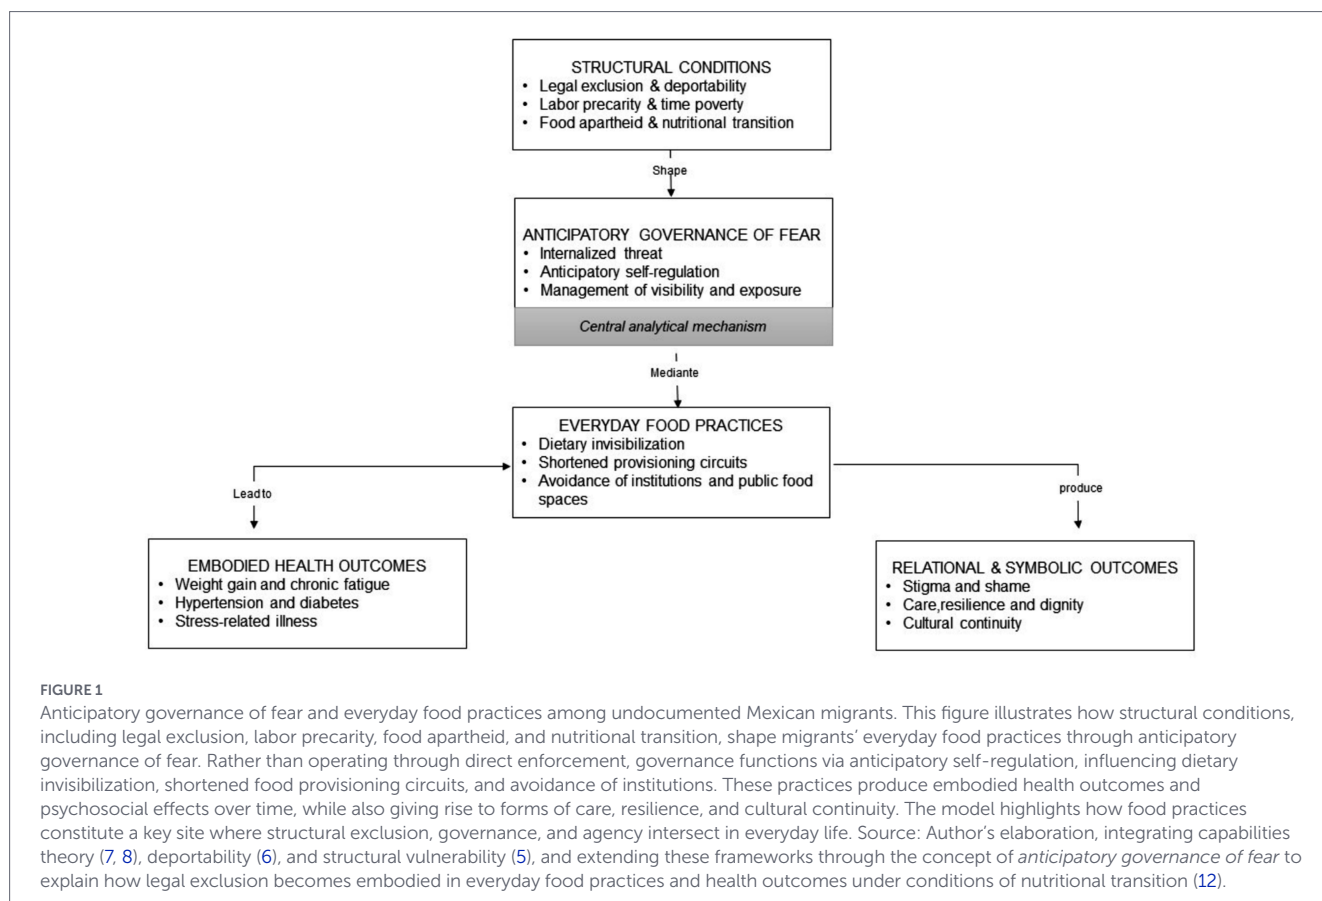 STRUCTURAL CONDITIONS
• Legal exclusion & deportability
• Labor precarity & time poverty
• Food apartheid & nutritional transition
Shape
ANTICIPATORY GOVERNANCE OF FEAR
• Internalized threat
• Anticipatory self-regulation
• Management of visibility and exposure
Central analytical mechanism
Mediante
EVERYDAY FOOD PRACTICES
• Dietary invisibilization
• Shortened provisioning circuits
• Avoidance of institutions and public food
spaces
Lead to
produce
EMBODIED HEALTH OUTCOMES
• Weight gain and chronic fatigue
• Hypertension and diabetes
• Stress-related illness
RELATIONAL & SYMBOLIC OUTCOMES
• Stigma and shame
• Care,resilience and dignity
• Cultural continuity
FIGURE 1
Anticipatory governance of fear and everyday food practices among undocumented Mexican migrants. This figure illustrates how structural conditions,
including legal exclusion, labor precarity, food apartheid, and nutritional transition, shape migrants’ everyday food practices through anticipatory
governance of fear. Rather than operating through direct enforcement, governance functions via anticipatory self-regulation, influencing dietary
invisibilization, shortened food provisioning circuits, and avoidance of institutions. These practices produce embodied health outcomes and
psychosocial effects over time, while also giving rise to forms of care, resilience, and cultural continuity. The model highlights how food practices
constitute a key site where structural exclusion, governance, and agency intersect in everyday life. Source: Author’s elaboration, integrating capabilities
theory (7, 8), deportability (6), and structural vulnerability (5), and extending these frameworks through the concept of anticipatory governance of fear to
explain how legal exclusion becomes embodied in everyday food practices and health outcomes under conditions of nutritional transition (12).